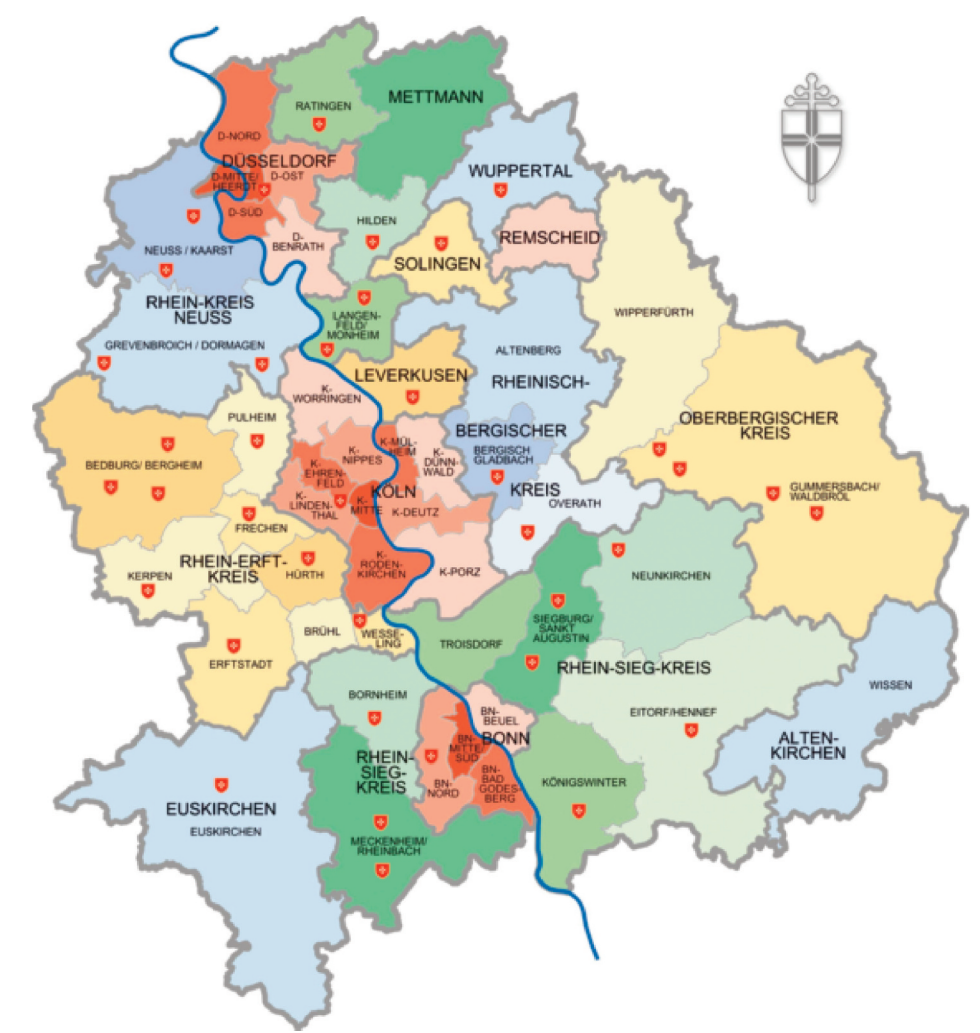 METTMANN
RATINGEN
D-NORD
DÜSSELDORF
D-MITTE/
HEERDT
D-OST
D-SÜD
D-
BENRATH
WUPPERTAL
HILDEN
REMSCHEID
SOLINGEN
NEUSS / KAARST
RHEIN-KREIS
NEUSS
GREVENBROICH / DORMAGEN
LANGEN-
FELD/
MONHEIM
WIPPERFÜRTH
ALTENBERG
RHEINISCH-
BERGISCHER
KREIS
LEVERKUSEN
K-
WORRINGEN
PULHEIM
OBERBERGISCHER
KREIS
BERGISCH
GLADBACH
K-MÜL-
HEIM
K-
DÜNN-
WALD
K-
NIPPES
K-
EHREN-
FELD
K-
LINDEN-
THAL
KÖLN
K-
MITTE
K-DEUTZ
BEDBURG/ BERGHEIM
GUMMERSBACH/
WALDBRÖL
OVERATH
FRECHEN
RHEIN-ERFT-
KREIS
HÜRTH
KERPEN
K-
RODEN-
KIRCHEN
K-PORZ
NEUNKIRCHEN
SIEGBURG/
SANKT
AUGUSTIN
BRÜHL
WESSE-
LING
TROISDORF
ERFTSTADT
RHEIN-SIEG-KREIS
WISSEN
BORNHEIM
EITORF/HENNEF
BN-
BEUEL
BONN
BN-
MITTE
SÜD
BN-
BAD
GODES-
BERG
BN-
NORD
ALTEN-
KIRCHEN
RHEIN-
SIEG-
KREIS
KÖNIGSWINTER
EUSKIRCHEN
EUSKIRCHEN
MECKENHEIM/
RHEINBACH